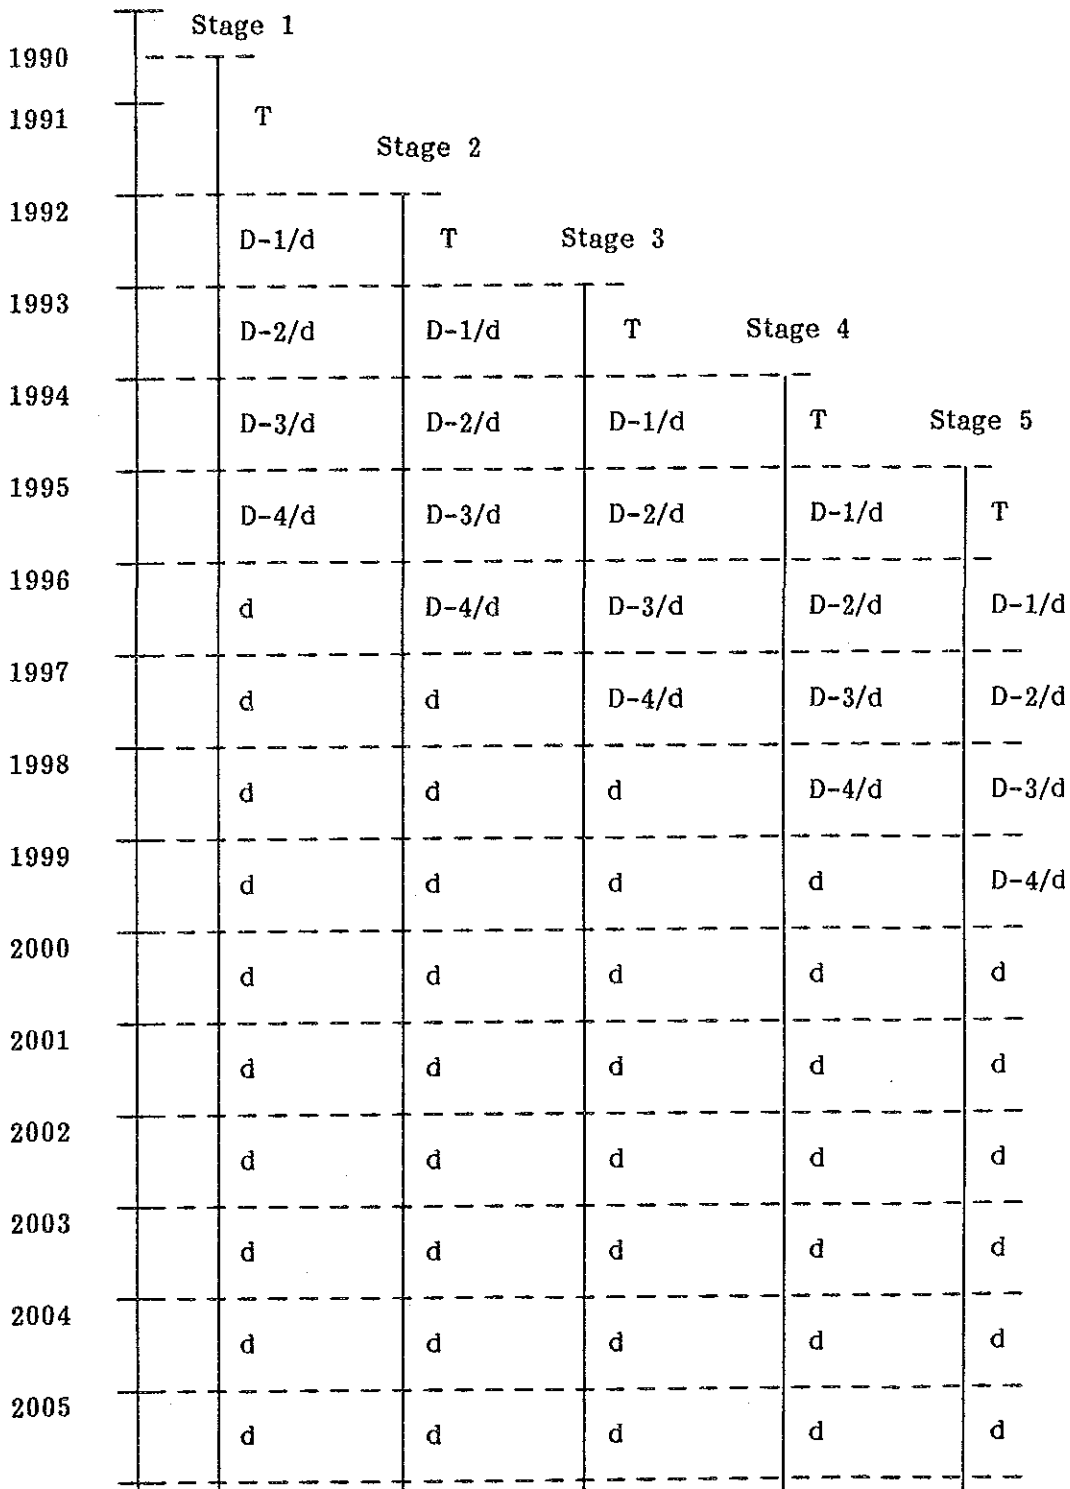 Stage 1
1990
1991 T
Stage 2
1992
D-1/d T Stage 3
1993
D-2/d D-1/d T Stage 4
1994
D-3/d D-2/d D-1/d T Stage 5
1995
D-4/d D-3/d D-2/d D-1/d T
1996
d D-4/d D-3/d D-2/d D-1/d
1997
d d D-4/d D-3/d D-2/d
1998
d d d D-4/d D-3/d
1999
d d d d D-4/d
2000
d d d d d
2001
d d d d d
2002
d d d d d
2003
d d d d d
2004
d d d d d
2005
d d d d d